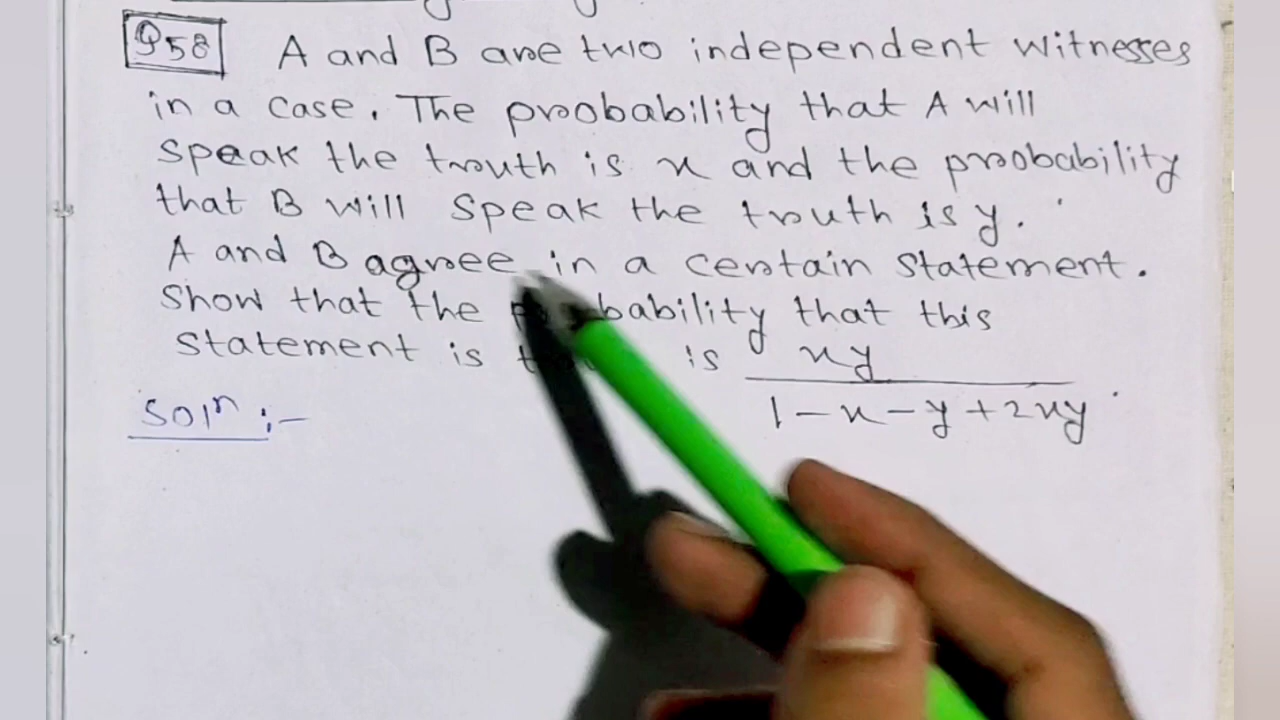 Q58 A and B are two independent witnesses
in a case. The probability that A will
speak the truth is x and the probability
that B will speak the truth is y.
A and B agree in a certain statement.
Show that the probability that this
statement is is xy
1-x-y+2xy.
Solⁿ:-